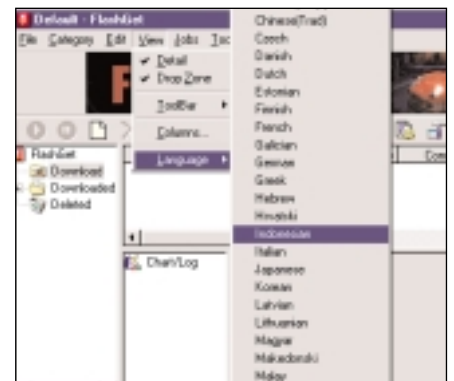 Default - FlashGet
File Category Edit View Jobs
Detail
Drop Zone
ToolBar
Columns...
Language
Chinese(Trad)
Czech
Danish
Dutch
Estonian
Finnish
French
Galician
German
Greek
Hebrew
Hrvatski
Indonesian
Italian
Japanese
Korean
Latvian
Lithuanian
Magyar
Makedonski
Malay
FlashGet
Download
Downloaded
Deleted
Chart/Log